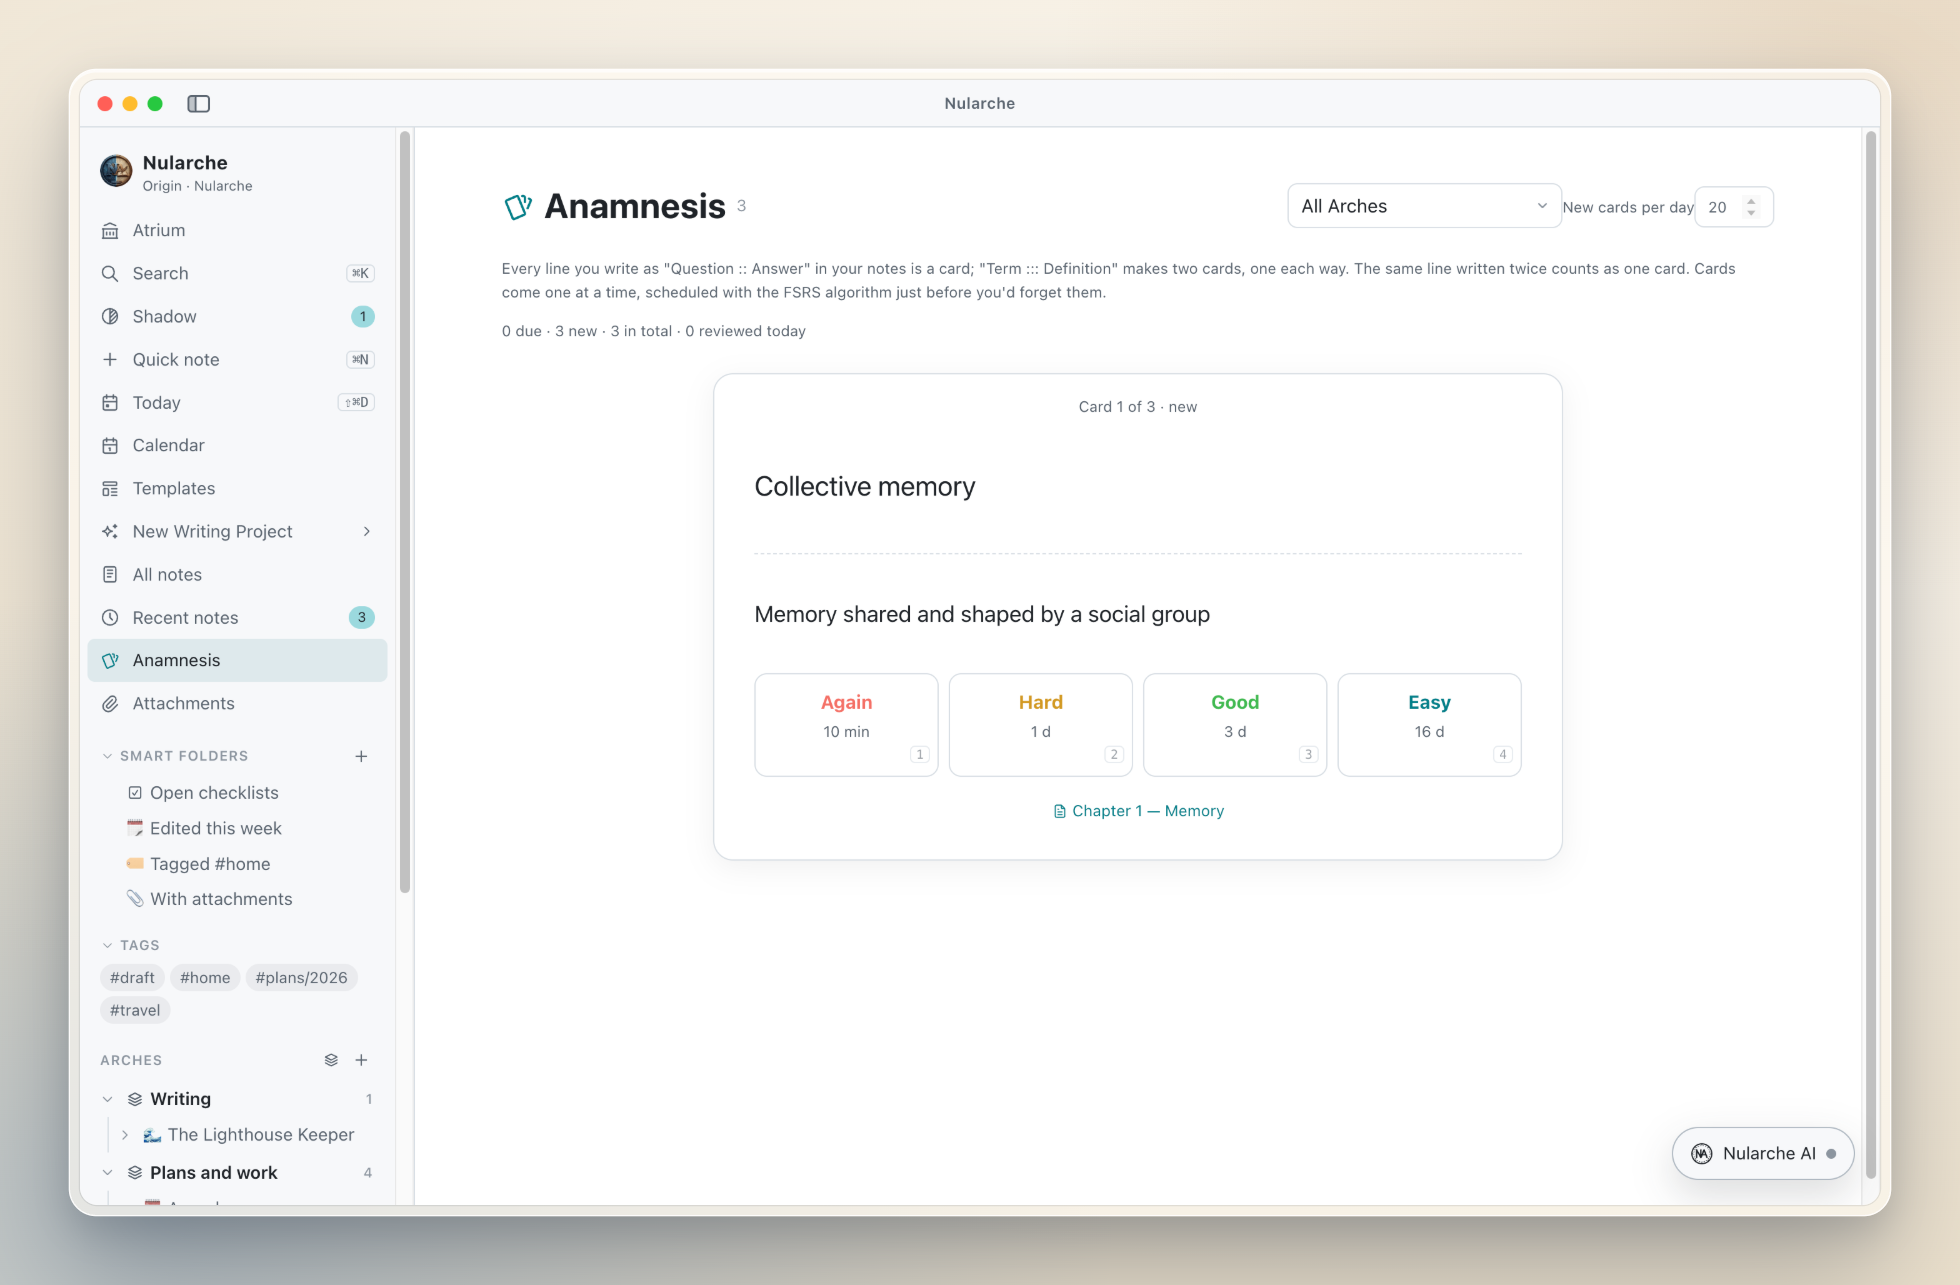 Nularche
Nularche
Origin · Nularche
Atrium
Search ⌘K
Shadow 1
Quick note ⌘N
Today ⇧⌘D
Calendar
Templates
New Writing Project
All notes
Recent notes 3
Anamnesis
Attachments
SMART FOLDERS
Open checklists
Edited this week
Tagged #home
With attachments
TAGS
#draft #home #plans/2026
#travel
ARCHES
Writing 1
The Lighthouse Keeper
Plans and work 4
Anamnesis 3
All Arches
New cards per day 20
Every line you write as "Question :: Answer" in your notes is a card; "Term ::: Definition" makes two cards, one each way. The same line written twice counts as one card. Cards
come one at a time, scheduled with the FSRS algorithm just before you'd forget them.
0 due · 3 new · 3 in total · 0 reviewed today
Card 1 of 3 · new
Collective memory
Memory shared and shaped by a social group
Again Hard Good Easy
10 min 1 d 3 d 16 d
1 2 3 4
Chapter 1 — Memory
NA Nularche AI